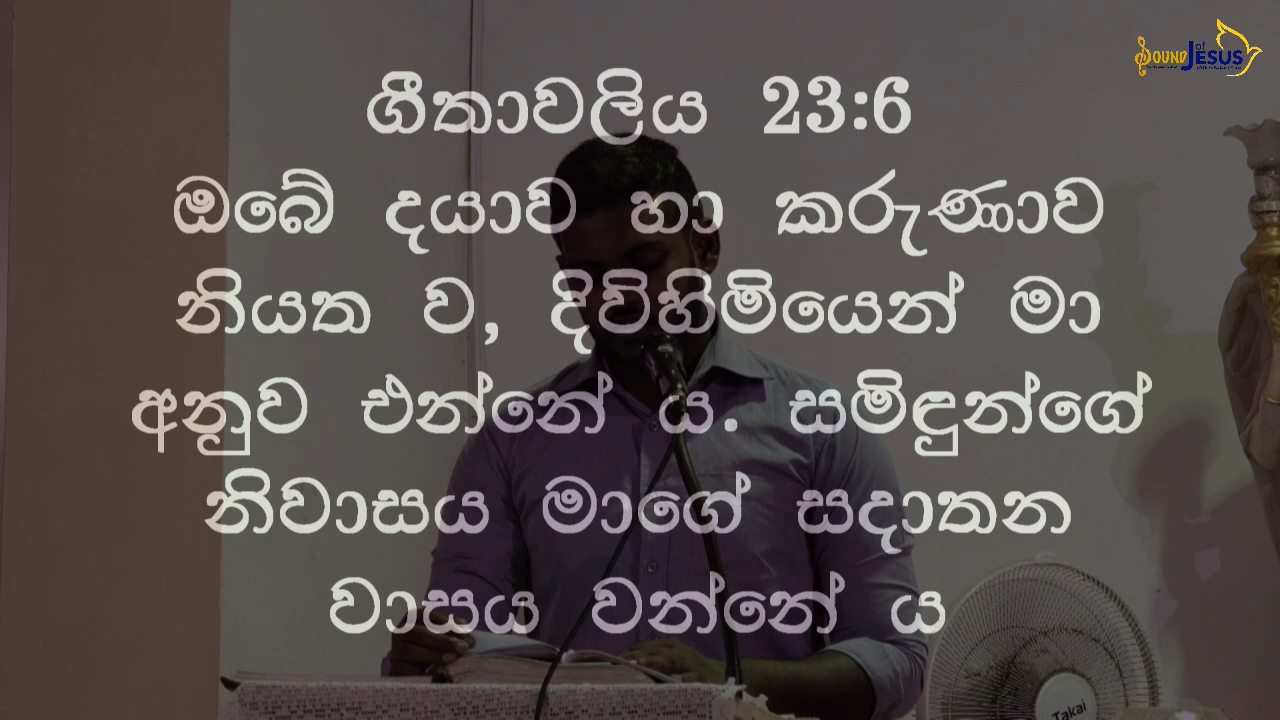 Sound of Jesus
ගීතාවලිය 23:6
ඔබේ දයාව හා කරුණාව
නියත ව, දිවිහිමියෙන් මා
අනුව එන්නේ ය. සමිඳුන්ගේ
නිවාසය මාගේ සදාතන
වාසය වන්නේ ය
Takai